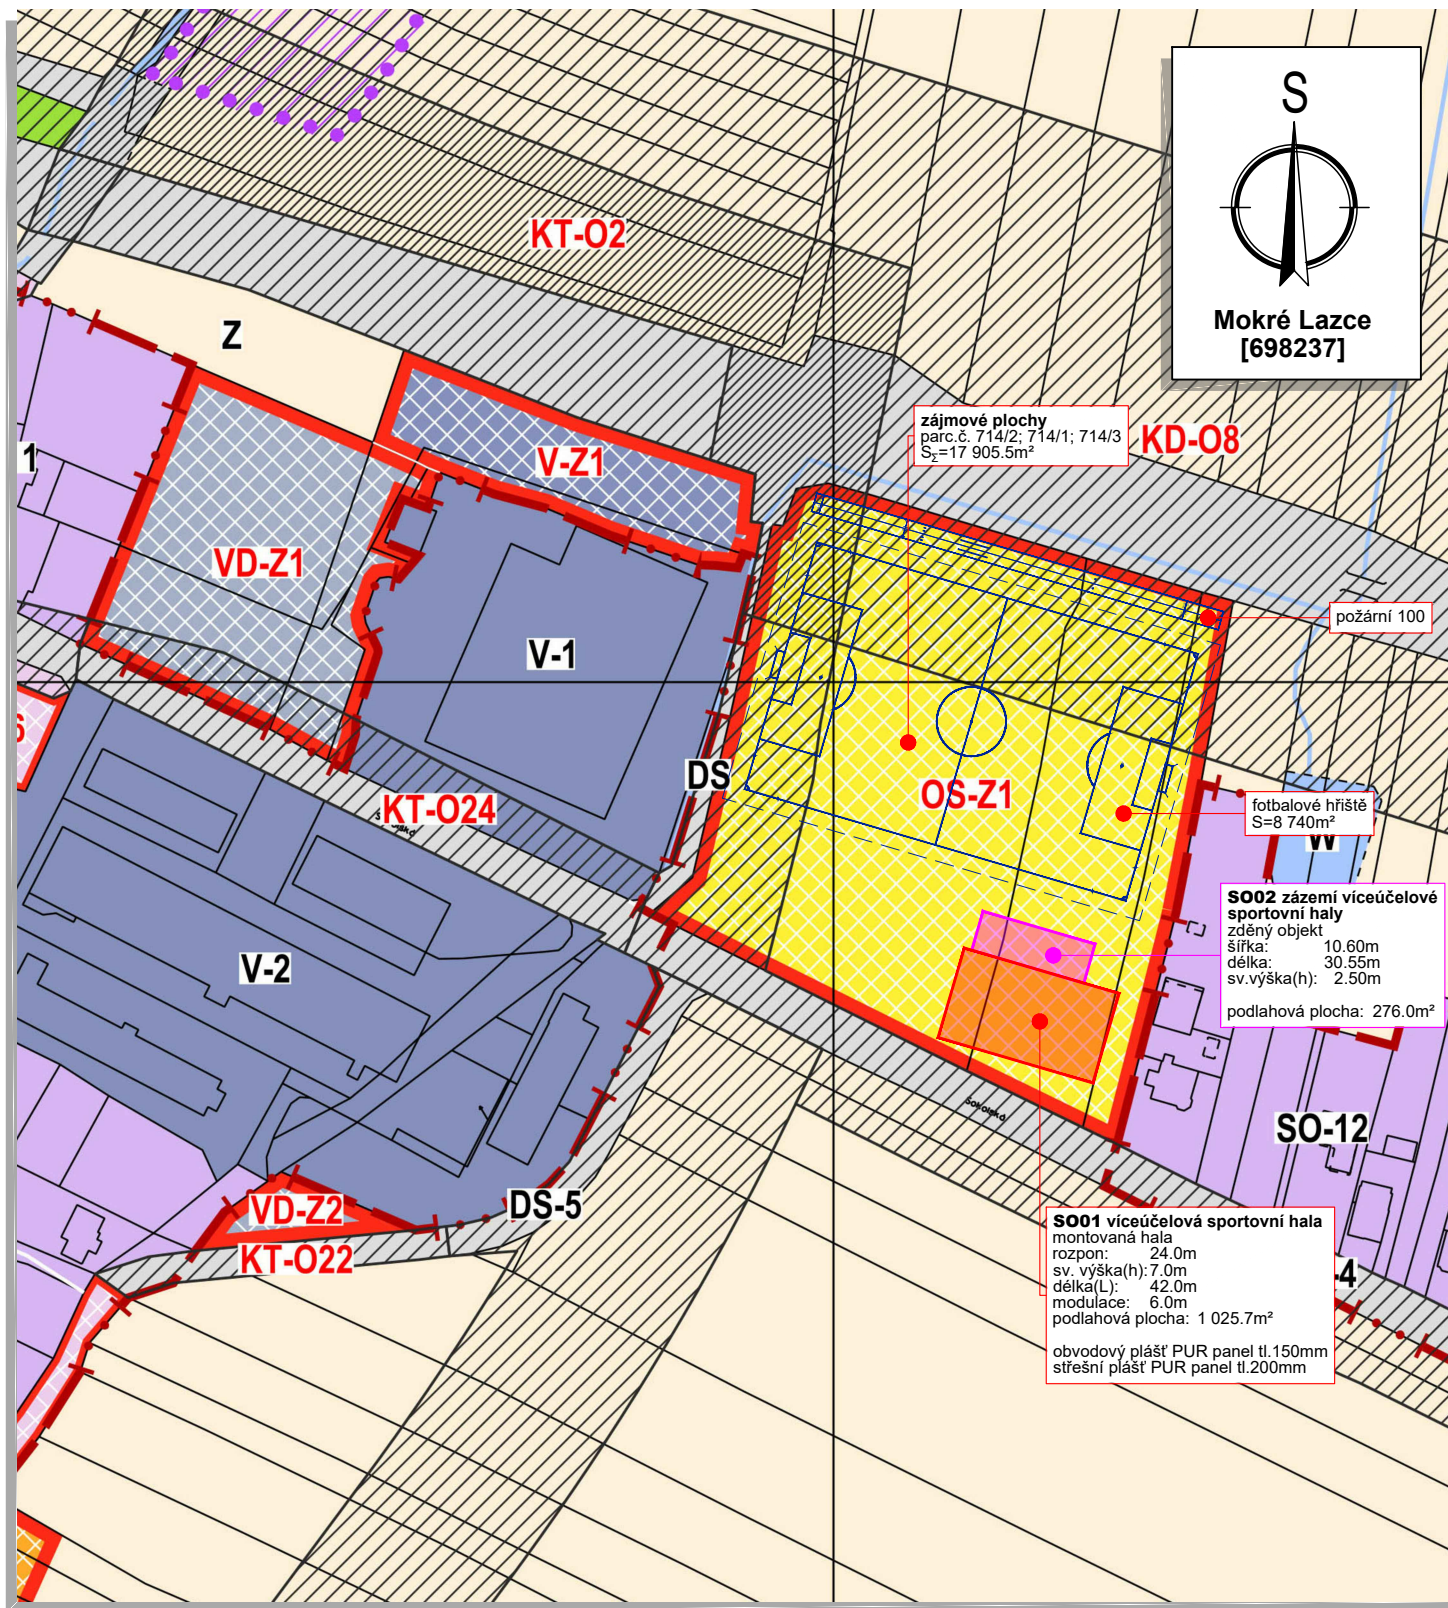 S
Mokré Lazce
[698237]
KT-O2
Z
zájmové plochy
parc.č. 714/2; 714/1; 714/3
SΣ=17 905.5m²
KD-O8
1
V-Z1
VD-Z1
požární 100
V-1
6
DS
OS-Z1
KT-O24
fotbalové hřiště
S=8 740m²
W
SO02 zázemí víceúčelové
sportovní haly
zděný objekt
šířka: 10.60m
délka: 30.55m
sv.výška(h): 2.50m
podlahová plocha: 276.0m²
V-2
Sokolská
SO-12
VD-Z2
DS-5
KT-O22
SO01 víceúčelová sportovní hala
montovaná hala
rozpon: 24.0m
sv. výška(h): 7.0m
délka(L): 42.0m
modulace: 6.0m
podlahová plocha: 1 025.7m²
obvodový plášť PUR panel tl.150mm
střešní plášť PUR panel tl.200mm
-4